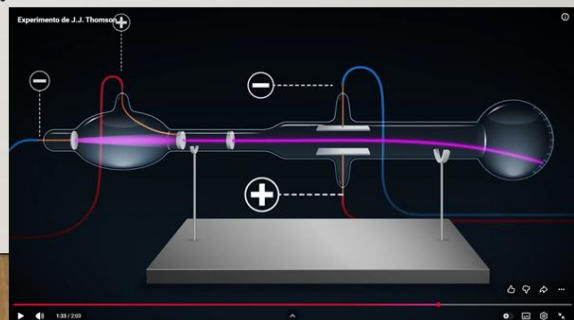 Experimento de J.J. Thomson
+
−
−
+
1:33 / 2:03